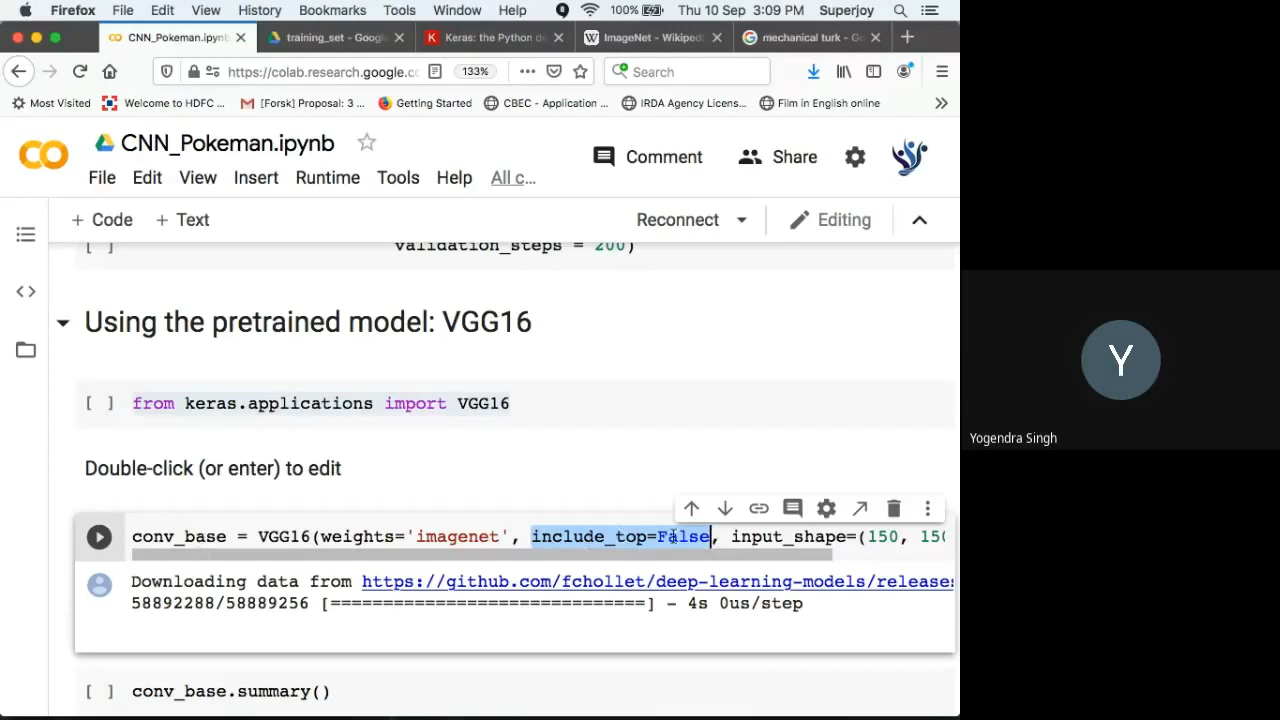 Firefox File Edit View History Bookmarks Tools Window Help 100% Thu 10 Sep 3:09 PM Superjoy
CNN_Pokeman.ipynb training_set - Googl Keras: the Python de ImageNet - Wikiped mechanical turk - Go
https://colab.research.google.co 133% Search
Most Visited Welcome to HDFC ... [Forsk] Proposal: 3 ... Getting Started CBEC - Application ... IRDA Agency Licens... Film in English online
CNN_Pokeman.ipynb
Comment Share
File Edit View Insert Runtime Tools Help All c...
+ Code + Text Reconnect Editing
[ ] validation_steps = 200)
Using the pretrained model: VGG16
[ ] from keras.applications import VGG16
Double-click (or enter) to edit
conv_base = VGG16(weights='imagenet', include_top=False, input_shape=(150, 150
Downloading data from https://github.com/fchollet/deep-learning-models/releases
58892288/58889256 [==============================] - 4s 0us/step
[ ] conv_base.summary()
Y
Yogendra Singh